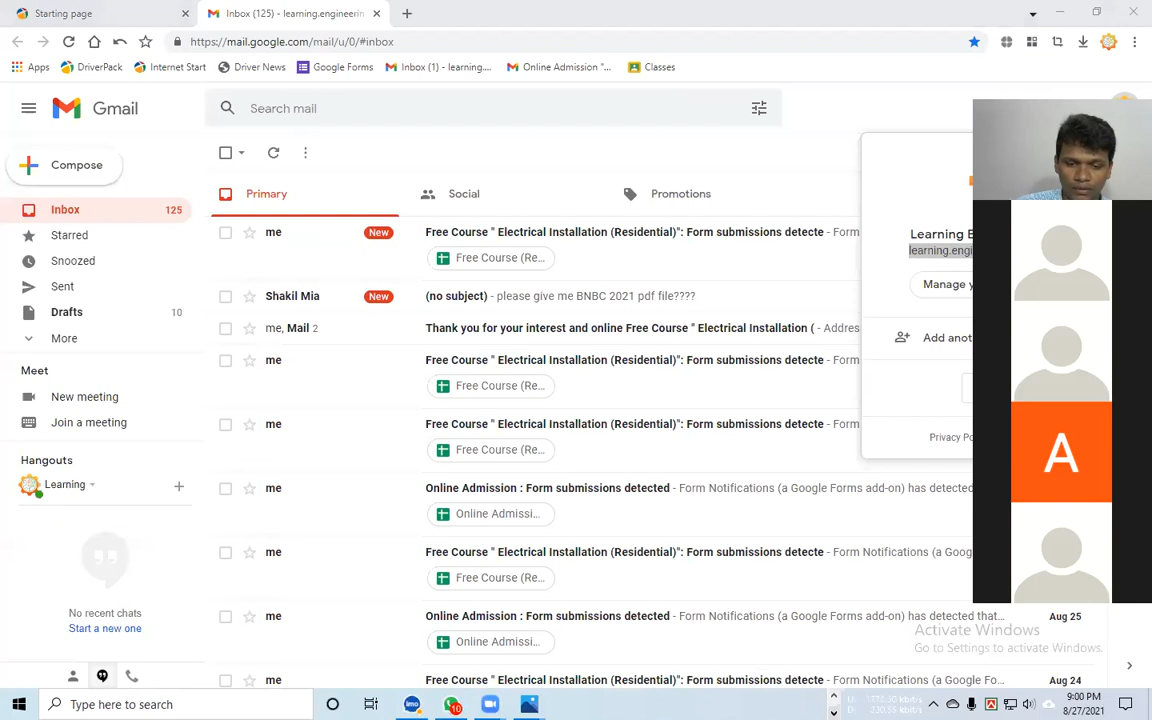 Starting page
Inbox (125) - learning.engineerin
https://mail.google.com/mail/u/0/#inbox
Apps
DriverPack
Internet Start
Driver News
Google Forms
Inbox (1) - learning....
Online Admission "...
Classes
Gmail
Search mail
Compose
Primary
Social
Promotions
Inbox 125
Starred
Snoozed
Sent
Drafts 10
More
Meet
New meeting
Join a meeting
Hangouts
Learning
No recent chats
Start a new one
me New Free Course " Electrical Installation (Residential)": Form submissions detecte - Form
Free Course (Re...
Shakil Mia New (no subject) - please give me BNBC 2021 pdf file????
me, Mail 2 Thank you for your interest and online Free Course " Electrical Installation ( - Addres
me Free Course " Electrical Installation (Residential)": Form submissions detecte - Form
Free Course (Re...
me Free Course " Electrical Installation (Residential)": Form submissions detecte - Form
Free Course (Re...
me Online Admission : Form submissions detected - Form Notifications (a Google Forms add-on) has detected
Online Admissi...
me Free Course " Electrical Installation (Residential)": Form submissions detecte - Form Notifications (a Goog
Free Course (Re...
me Online Admission : Form submissions detected - Form Notifications (a Google Forms add-on) has detected that... Aug 25
Online Admissi...
me Free Course " Electrical Installation (Residential)": Form submissions detecte - Form Notifications (a Google Fo... Aug 24
Learning E
learning.engi
Manage y
Add anot
Privacy Po
A
Activate Windows
Go to Settings to activate Windows.
Type here to search
imo
10
9:00 PM
8/27/2021